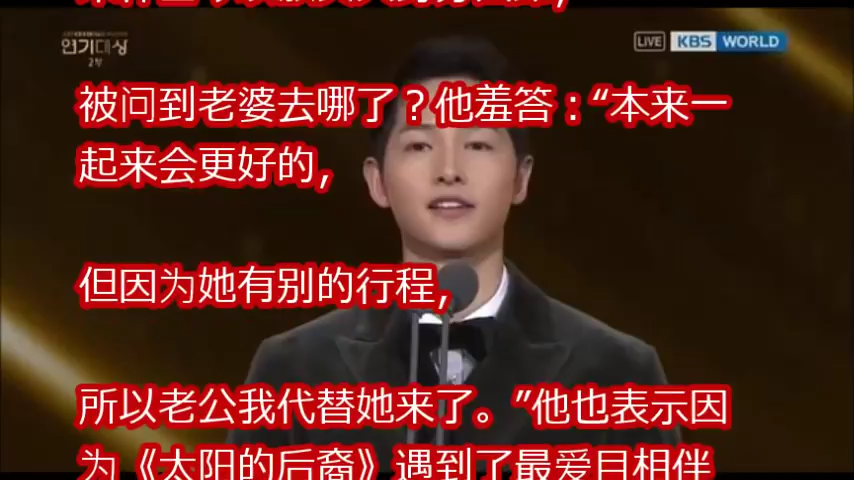 연기대상
2부
LIVE KBS WORLD
被问到老婆去哪了？他羞答：“本来一
起来会更好的，
但因为她有别的行程，
所以老公我代替她来了。”他也表示因
为《太阳的后裔》遇到了最爱且相伴